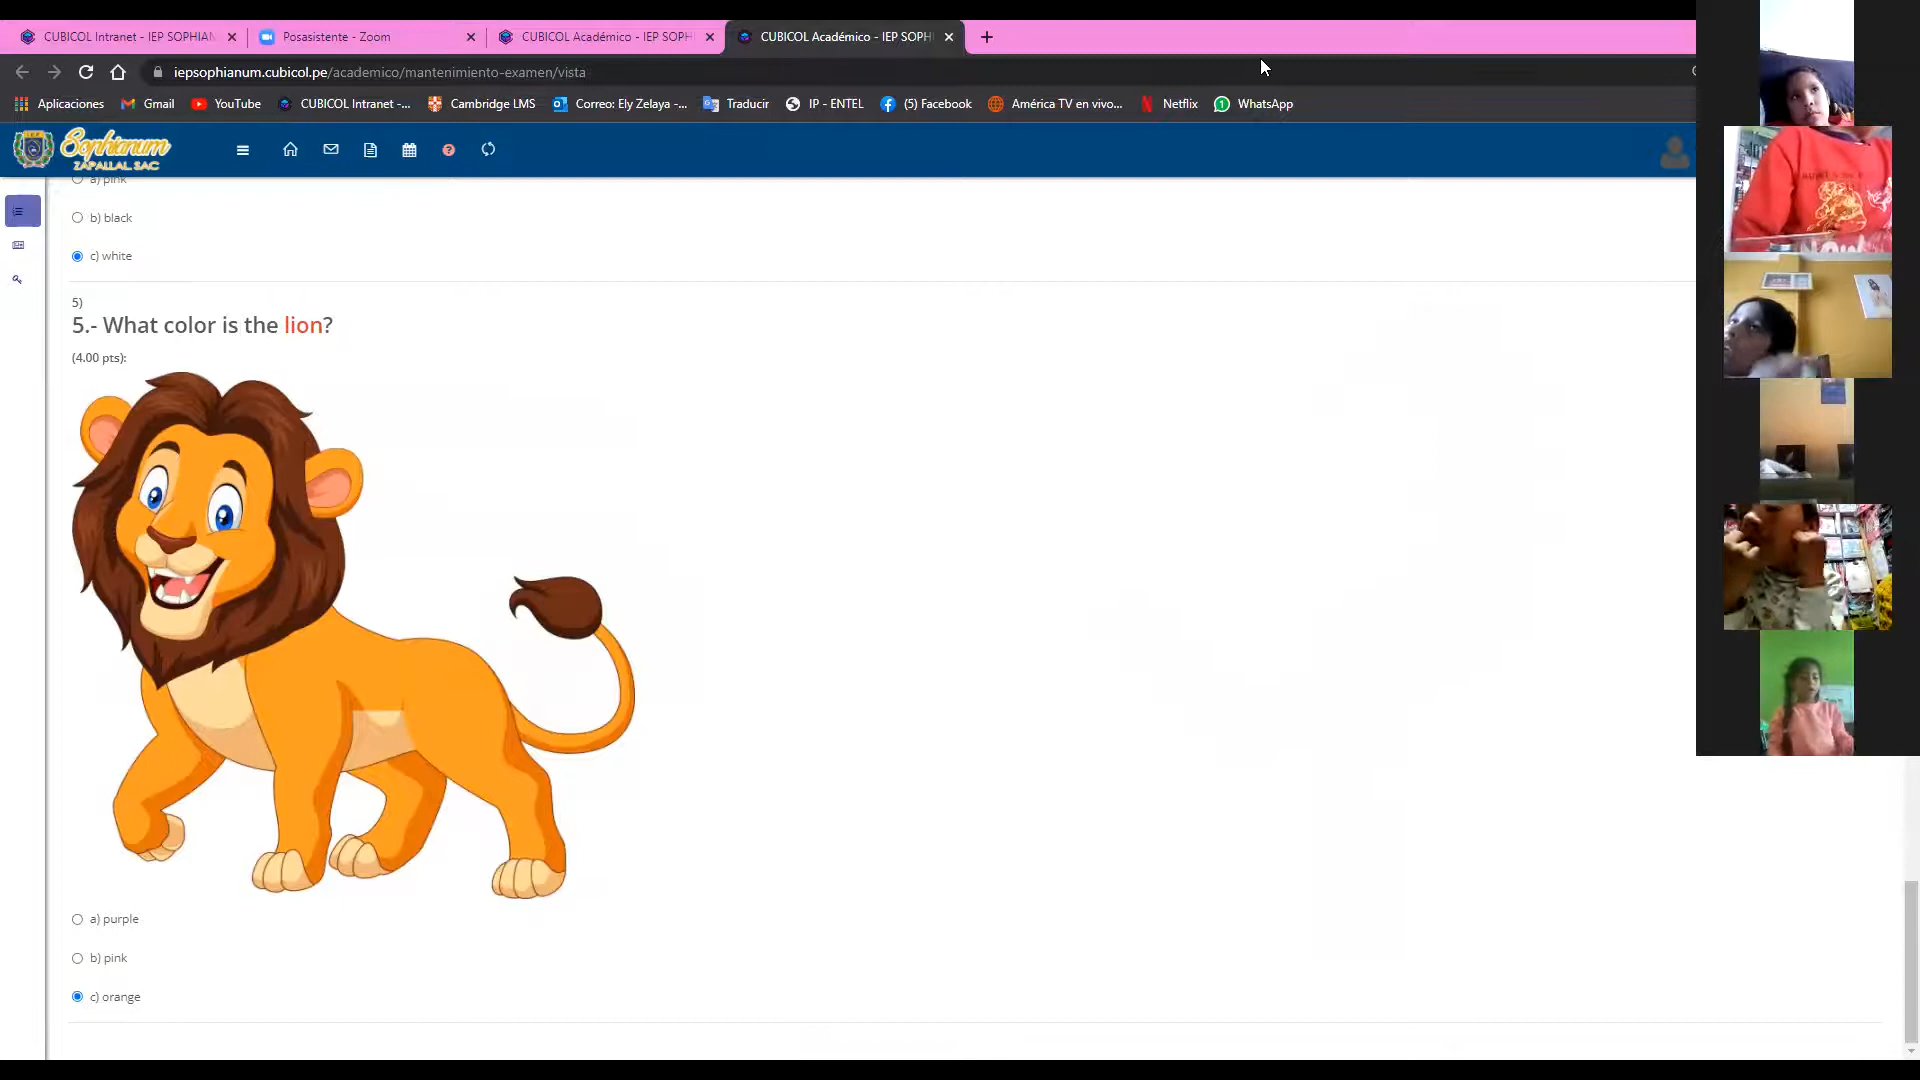 CUBICOL Intranet - IEP SOPHIAN
Posasistente - Zoom
CUBICOL Académico - IEP SOPH
CUBICOL Académico - IEP SOPH
iepsophianum.cubicol.pe/academico/mantenimiento-examen/vista
Aplicaciones
Gmail
YouTube
CUBICOL Intranet -...
Cambridge LMS
Correo: Ely Zelaya -...
Traducir
IP - ENTEL
(5) Facebook
América TV en vivo...
Netflix
WhatsApp
Sophianum
ZAPALLAL SAC
a) pink
b) black
c) white
5)
5.- What color is the lion?
(4.00 pts):
a) purple
b) pink
c) orange